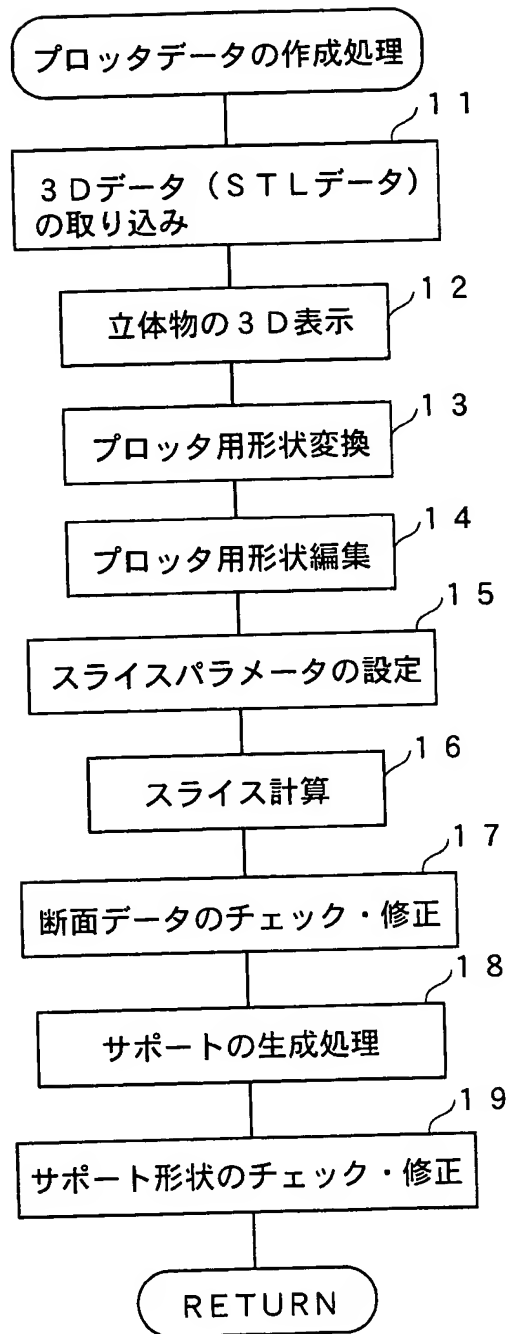 プロッタデータの作成処理
11
3Dデータ(STLデータ)
の取り込み
12
立体物の3D表示
13
プロッタ用形状変換
14
プロッタ用形状編集
15
スライスパラメータの設定
16
スライス計算
17
断面データのチェック・修正
18
サポートの生成処理
19
サポート形状のチェック・修正
RETURN